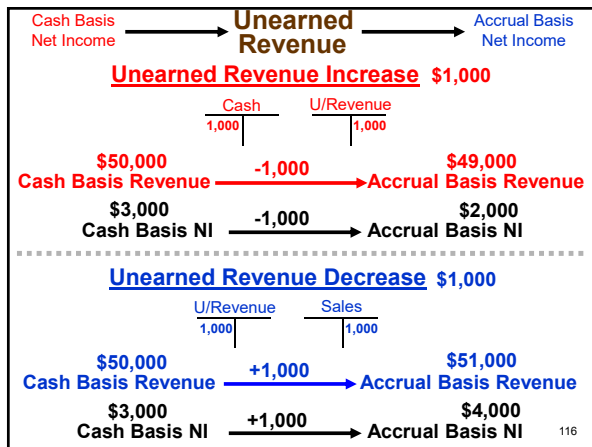 Cash Basis
Net Income
Unearned
Revenue
Accrual Basis
Net Income
Unearned Revenue Increase $1,000
Cash U/Revenue
1,000 1,000
$50,000 -1,000 $49,000
Cash Basis Revenue Accrual Basis Revenue
$3,000 -1,000 $2,000
Cash Basis NI Accrual Basis NI
Unearned Revenue Decrease $1,000
U/Revenue Sales
1,000 1,000
$50,000 +1,000 $51,000
Cash Basis Revenue Accrual Basis Revenue
$3,000 +1,000 $4,000
Cash Basis NI Accrual Basis NI
116